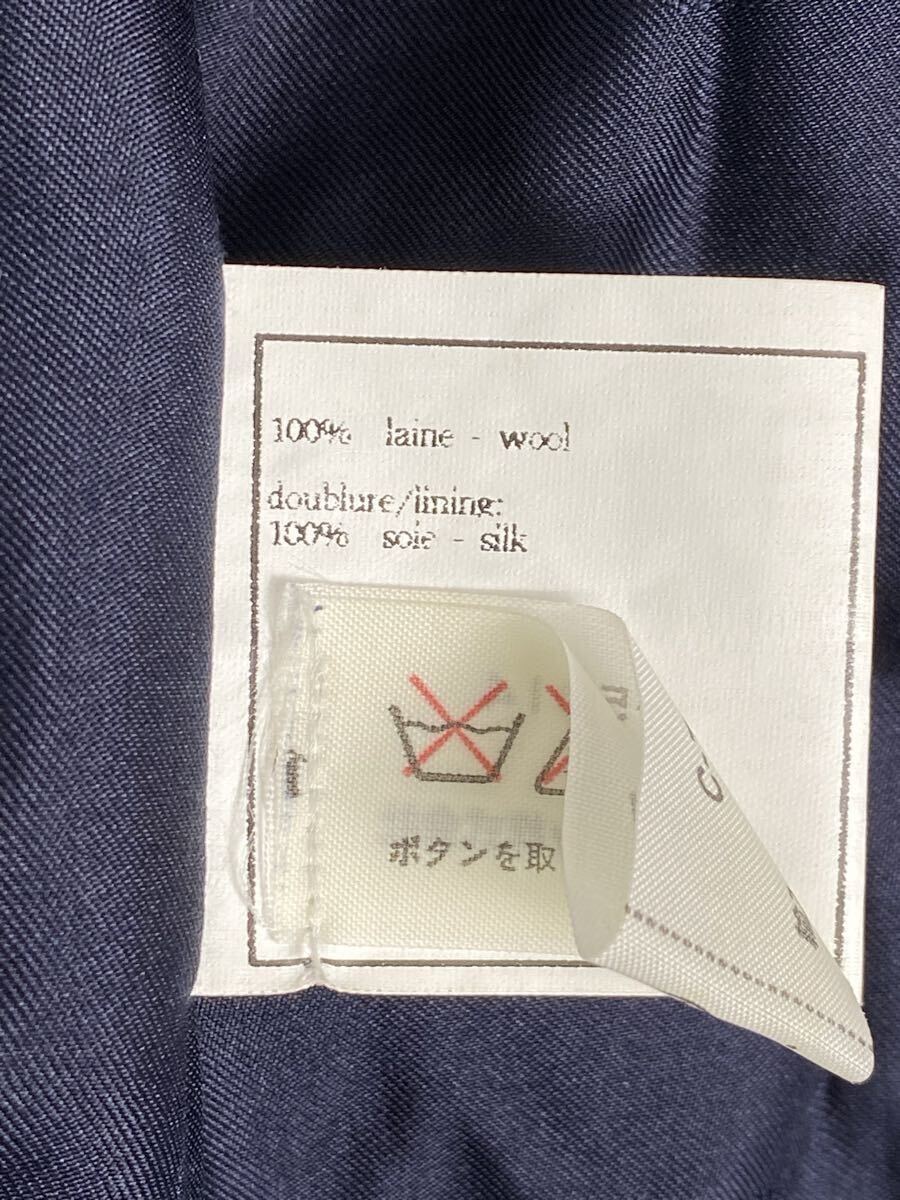 100% laine - wool
doublure/lining:
100% soie - silk
ボタンを取